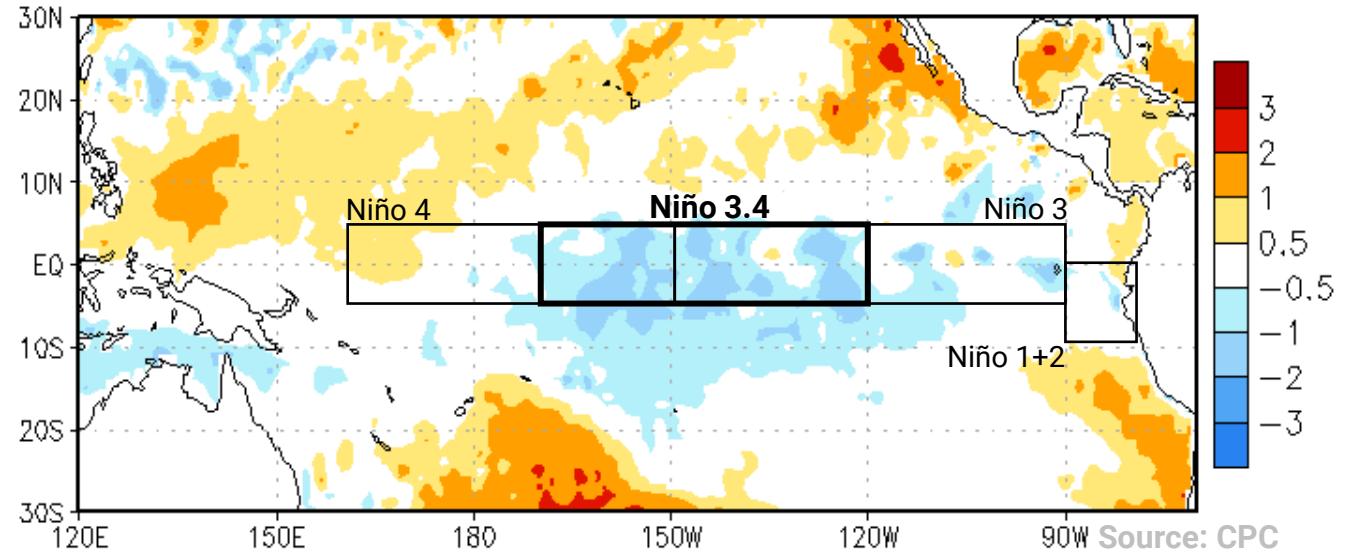 30N
20N
10N
EQ
10S
20S
30S
120E 150E 180 150W 120W 90W
Niño 4
Niño 3.4
Niño 3
Niño 1+2
3
2
1
0.5
−0.5
−1
−2
−3
Source: CPC